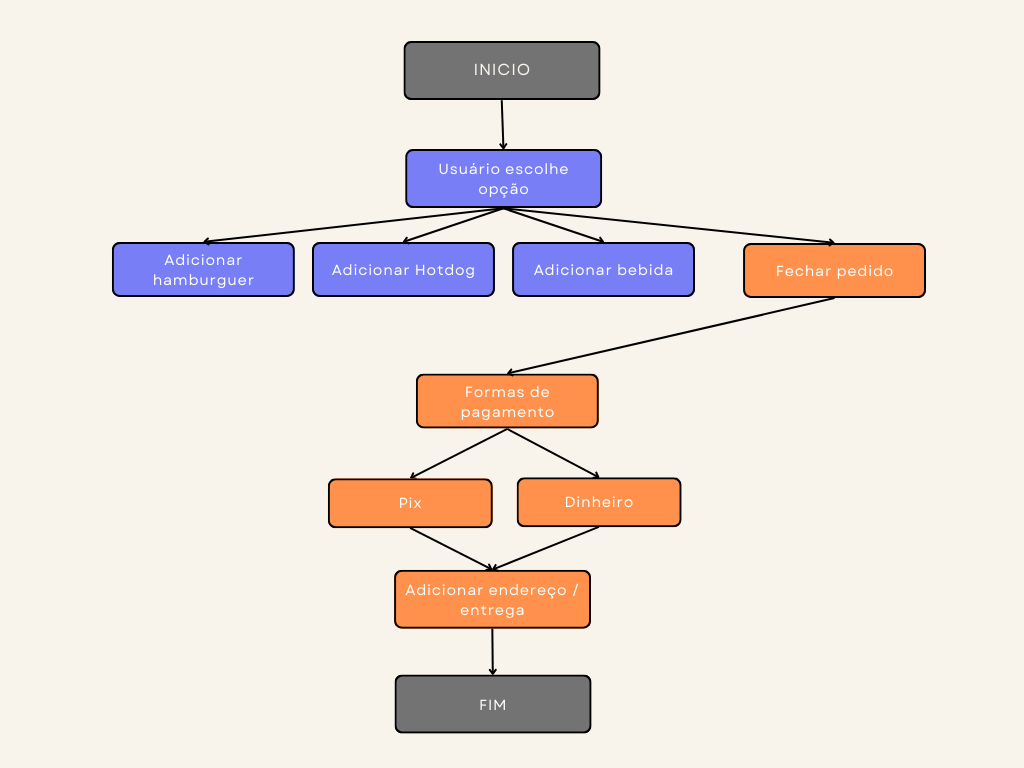 INICIO
Usuário escolhe
opção
Adicionar
hamburguer
Adicionar Hotdog
Adicionar bebida
Fechar pedido
Formas de
pagamento
Pix
Dinheiro
Adicionar endereço /
entrega
FIM